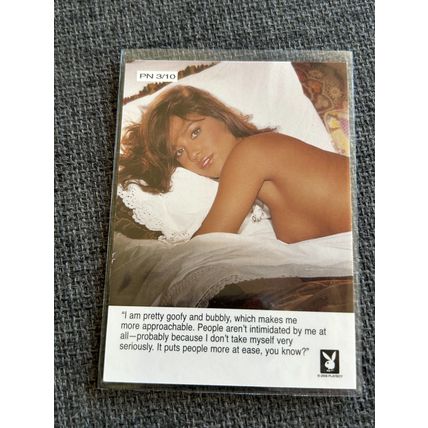 PN 3/10
"I am pretty goofy and bubbly, which makes me
more approachable. People aren't intimidated by me at
all—probably because I don't take myself very
seriously. It puts people more at ease, you know?"